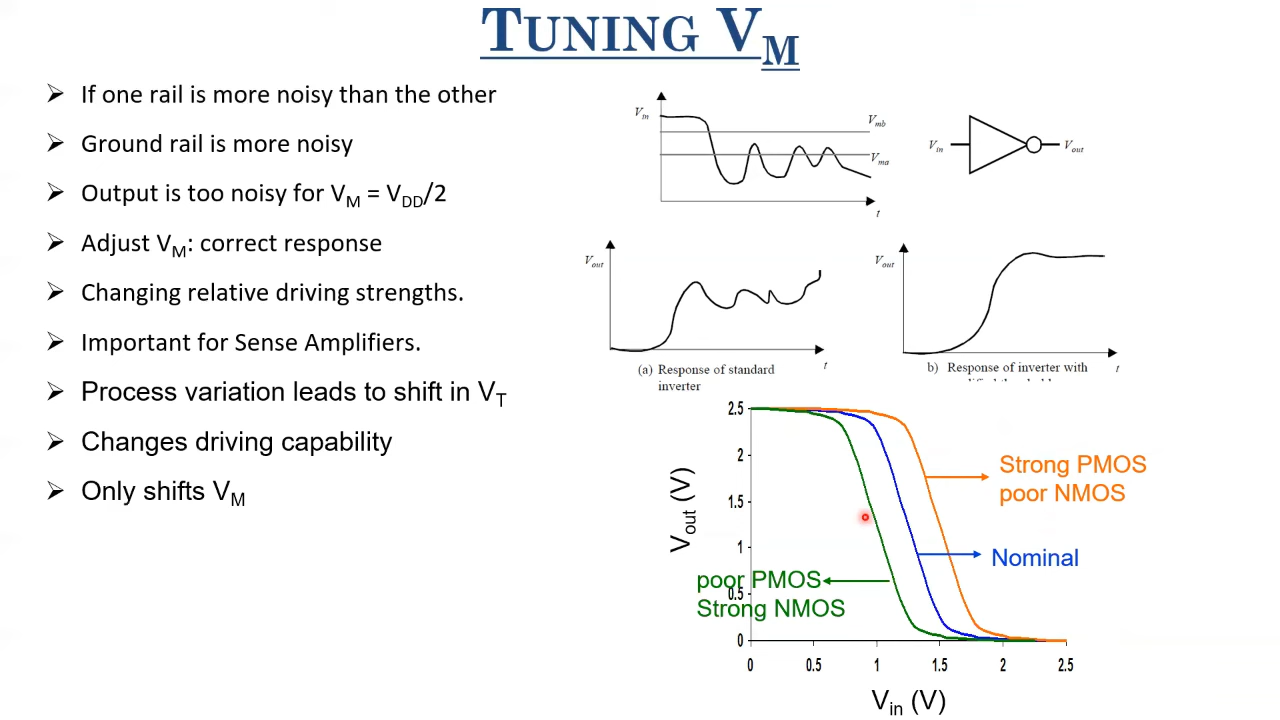 TUNING VM
➢ If one rail is more noisy than the other
➢ Ground rail is more noisy
➢ Output is too noisy for VM = VDD/2
➢ Adjust VM: correct response
➢ Changing relative driving strengths.
➢ Important for Sense Amplifiers.
➢ Process variation leads to shift in VT
➢ Changes driving capability
➢ Only shifts VM
Vin
Vmb
Vma
t
Vin
Vout
Vout
t
(a) Response of standard
inverter
Vout
t
b) Response of inverter with
2.5
2
1.5
1
0.5
0
Vout (V)
Strong PMOS
poor NMOS
Nominal
poor PMOS
Strong NMOS
0 0.5 1 1.5 2 2.5
Vin (V)